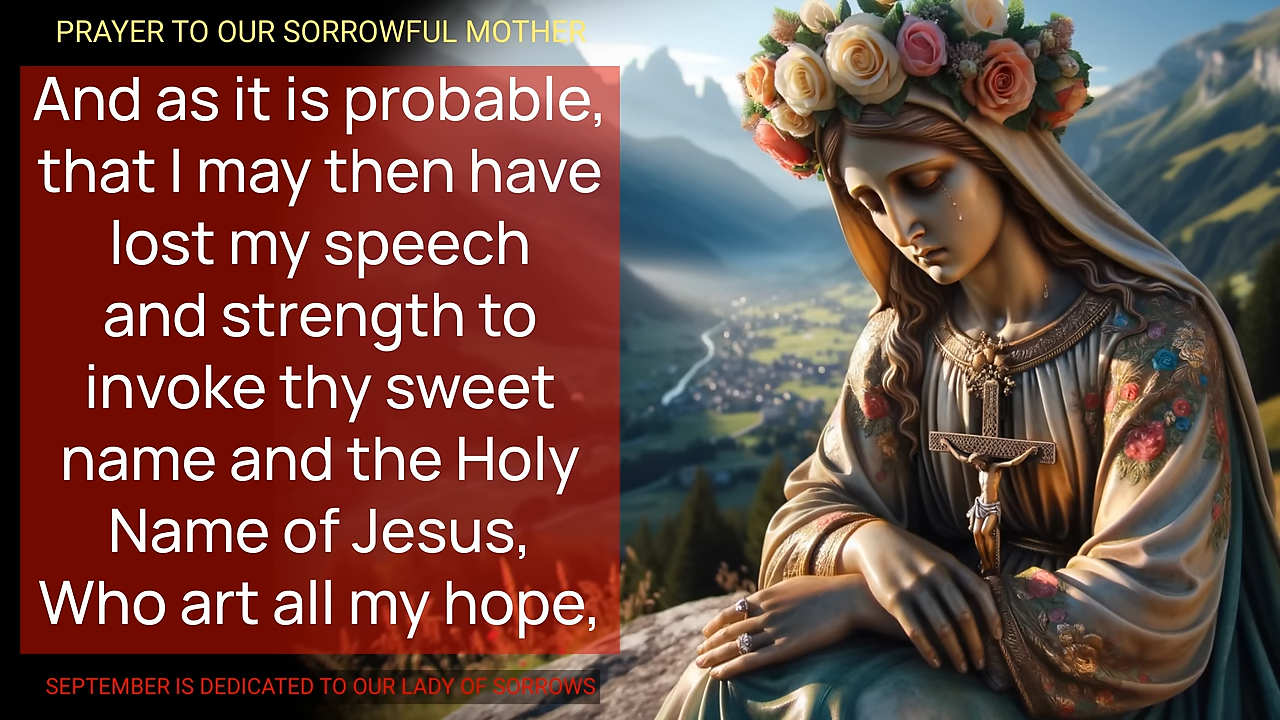 PRAYER TO OUR SORROWFUL MOTHER
And as it is probable,
that I may then have
lost my speech
and strength to
invoke thy sweet
name and the Holy
Name of Jesus,
Who art all my hope,
SEPTEMBER IS DEDICATED TO OUR LADY OF SORROWS